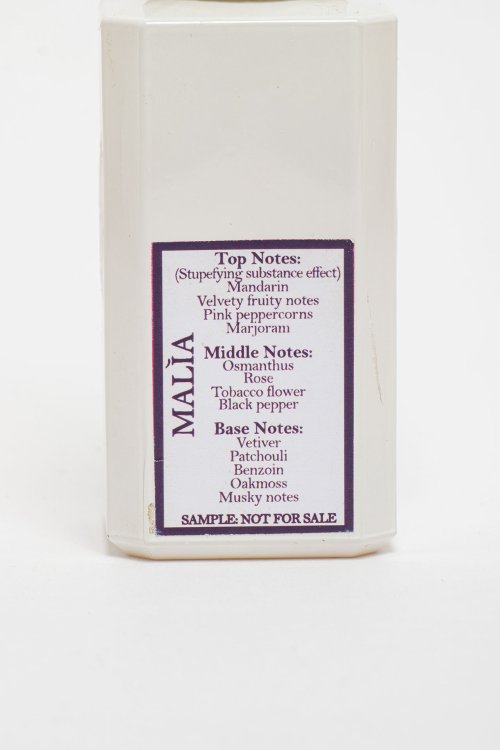 Top Notes:
(Stupefying substance effect)
Mandarin
Velvety fruity notes
Pink peppercorns
Marjoram
Middle Notes:
Osmanthus
Rose
Tobacco flower
Black pepper
Base Notes:
Vetiver
Patchouli
Benzoin
Oakmoss
Musky notes
MALĬA
SAMPLE: NOT FOR SALE